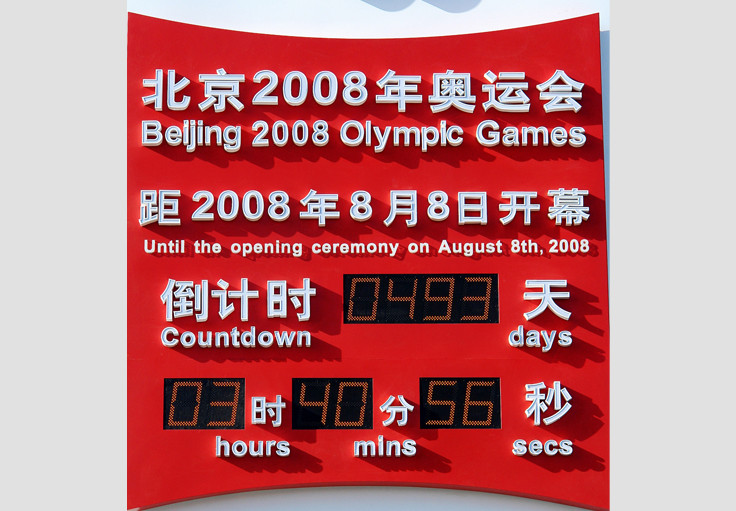 北京2008年奥运会
Beijing 2008 Olympic Games
距2008年8月8日开幕
Until the opening ceremony on August 8th, 2008
倒计时 0493 天
Countdown days
03 时 40 分 56 秒
hours mins secs